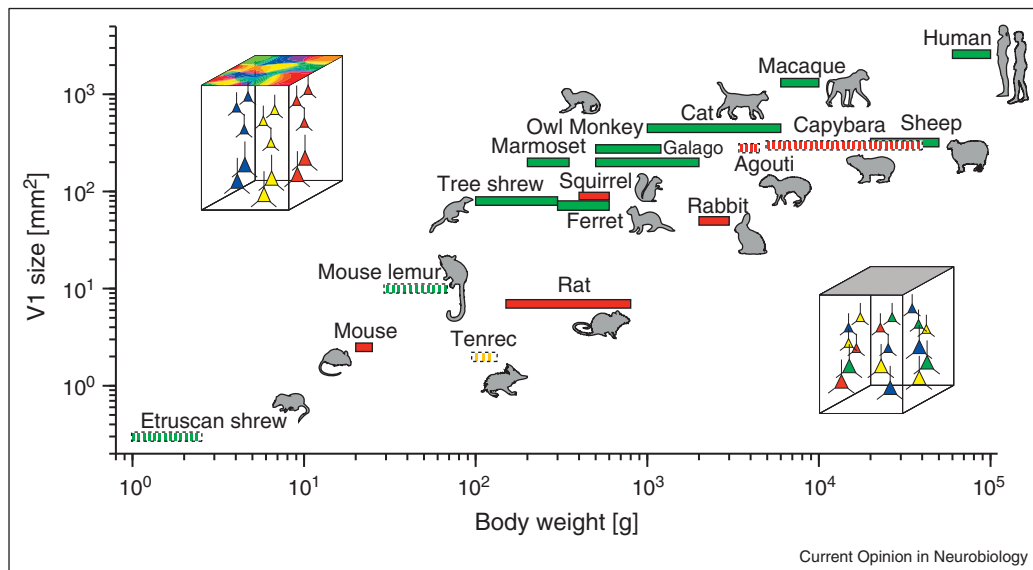 Human
Macaque
10³
Cat
Owl Monkey
Capybara
Sheep
Marmoset
Galago
Agouti
10²
Tree shrew
Squirrel
Ferret
Rabbit
V1 size [mm²]
Mouse lemur
10¹
Rat
Mouse
Tenrec
10⁰
Etruscan shrew
10⁰ 10¹ 10² 10³ 10⁴ 10⁵
Body weight [g]
Current Opinion in Neurobiology